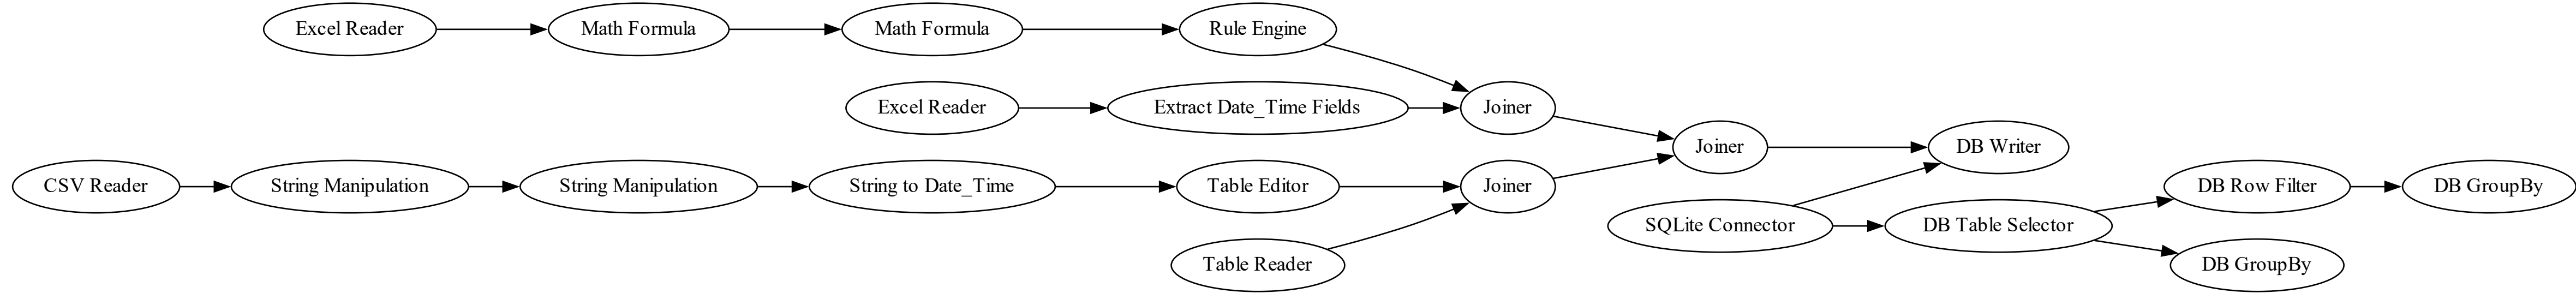 Excel Reader
Math Formula
Math Formula
Rule Engine
Excel Reader
Extract Date_Time Fields
Joiner
Joiner
DB Writer
CSV Reader
String Manipulation
String Manipulation
String to Date_Time
Table Editor
Joiner
DB Row Filter
DB GroupBy
SQLite Connector
DB Table Selector
Table Reader
DB GroupBy